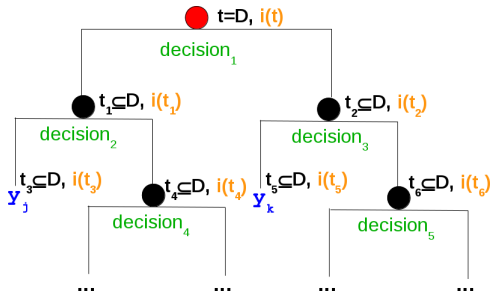 t=D, i(t)
decision₁
t₁⊆D, i(t₁)
t₂⊆D, i(t₂)
decision₂
decision₃
t₃⊆D, i(t₃)
t₄⊆D, i(t₄)
t₅⊆D, i(t₅)
t₆⊆D, i(t₆)
yⱼ
yₖ
decision₄
decision₅
... ... ... ...